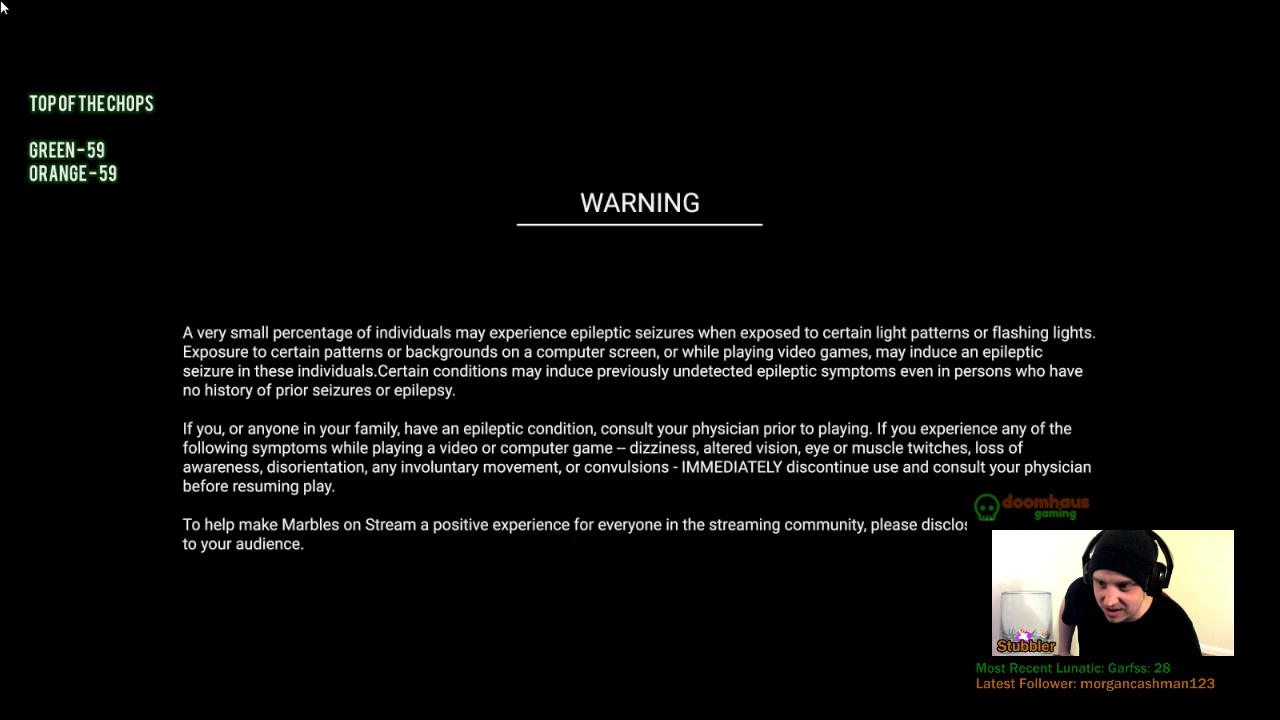 TOP OF THE CHOPS
GREEN - 59
ORANGE - 59
WARNING
A very small percentage of individuals may experience epileptic seizures when exposed to certain light patterns or flashing lights.
Exposure to certain patterns or backgrounds on a computer screen, or while playing video games, may induce an epileptic
seizure in these individuals.Certain conditions may induce previously undetected epileptic symptoms even in persons who have
no history of prior seizures or epilepsy.
If you, or anyone in your family, have an epileptic condition, consult your physician prior to playing. If you experience any of the
following symptoms while playing a video or computer game -- dizziness, altered vision, eye or muscle twitches, loss of
awareness, disorientation, any involuntary movement, or convulsions - IMMEDIATELY discontinue use and consult your physician
before resuming play.
To help make Marbles on Stream a positive experience for everyone in the streaming community, please disclos
to your audience.
doomhaus
gaming
Stubbler
Most Recent Lunatic: Garfss: 28
Latest Follower: morgancashman123